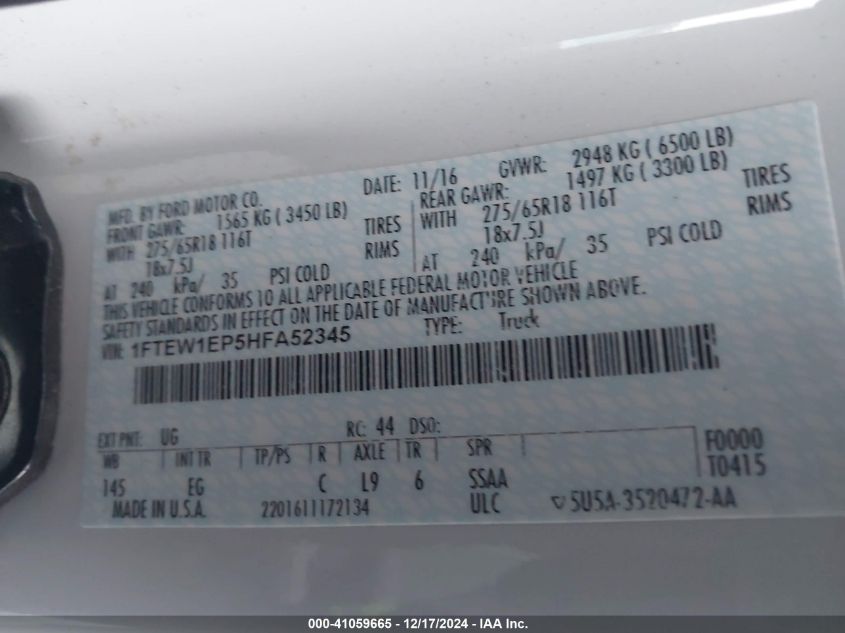 MFD. BY FORD MOTOR CO. DATE: 11/16 GVWR: 2948 KG ( 6500 LB)
FRONT GAWR: 1565 KG ( 3450 LB) REAR GAWR: 1497 KG ( 3300 LB)
WITH 275/65R18 116T TIRES WITH 275/65R18 116T TIRES
18x7.5J RIMS 18x7.5J RIMS
AT 240 kPa/ 35 PSI COLD AT 240 kPa/ 35 PSI COLD
THIS VEHICLE CONFORMS TO ALL APPLICABLE FEDERAL MOTOR VEHICLE
SAFETY STANDARDS IN EFFECT ON THE DATE OF MANUFACTURE SHOWN ABOVE.
VIN: 1FTEW1EP5HFA52345 TYPE: Truck
EXT PNT: UG RC: 44 DSO:
WB INT TR TP/PS R AXLE TR SPR F0000
145 EG C L9 6 SSAA T0415
MADE IN U.S.A. 2201611172134 ULC 5U5A-3520472-AA
000-41059665 - 12/17/2024 - IAA Inc.